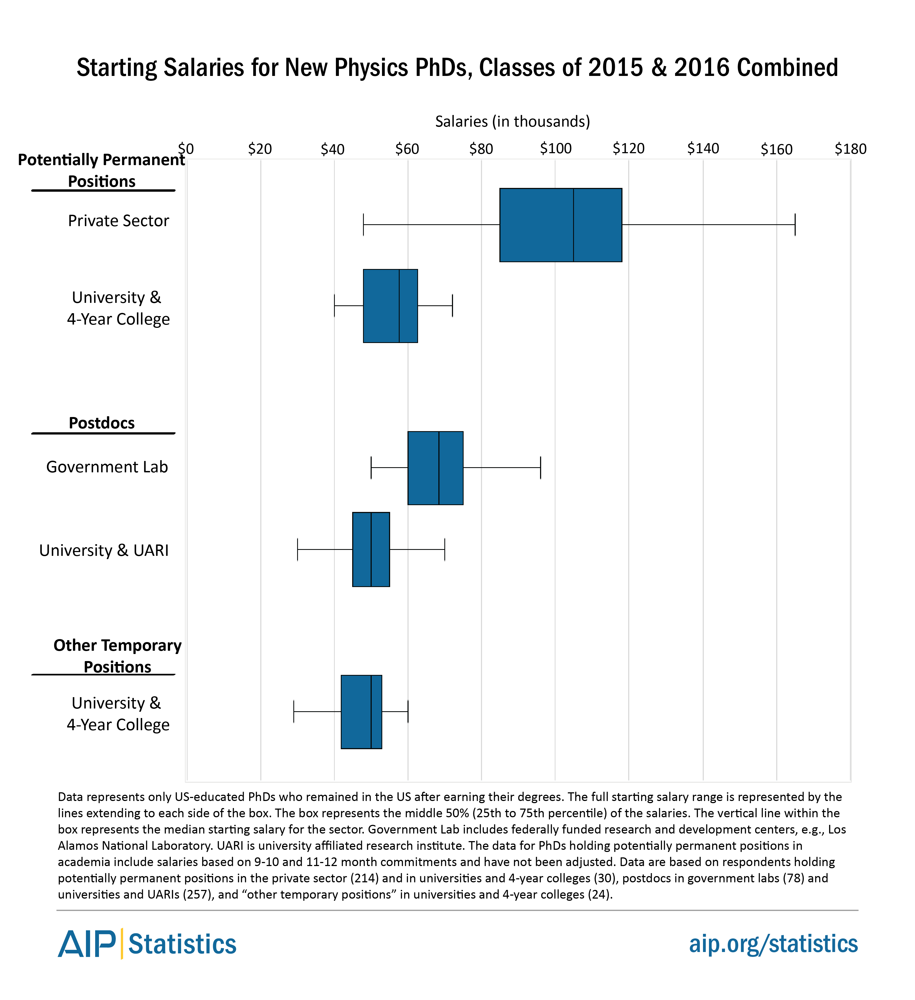 Starting Salaries for New Physics PhDs, Classes of 2015 & 2016 Combined
Salaries (in thousands)
$0 $20 $40 $60 $80 $100 $120 $140 $160 $180
Potentially Permanent
Positions
Private Sector
University &
4-Year College
Postdocs
Government Lab
University & UARI
Other Temporary
Positions
University &
4-Year College
Data represents only US-educated PhDs who remained in the US after earning their degrees. The full starting salary range is represented by the
lines extending to each side of the box. The box represents the middle 50% (25th to 75th percentile) of the salaries. The vertical line within the
box represents the median starting salary for the sector. Government Lab includes federally funded research and development centers, e.g., Los
Alamos National Laboratory. UARI is university affiliated research institute. The data for PhDs holding potentially permanent positions in
academia include salaries based on 9-10 and 11-12 month commitments and have not been adjusted. Data are based on respondents holding
potentially permanent positions in the private sector (214) and in universities and 4-year colleges (30), postdocs in government labs (78) and
universities and UARIs (257), and “other temporary positions” in universities and 4-year colleges (24).
AIP Statistics
aip.org/statistics